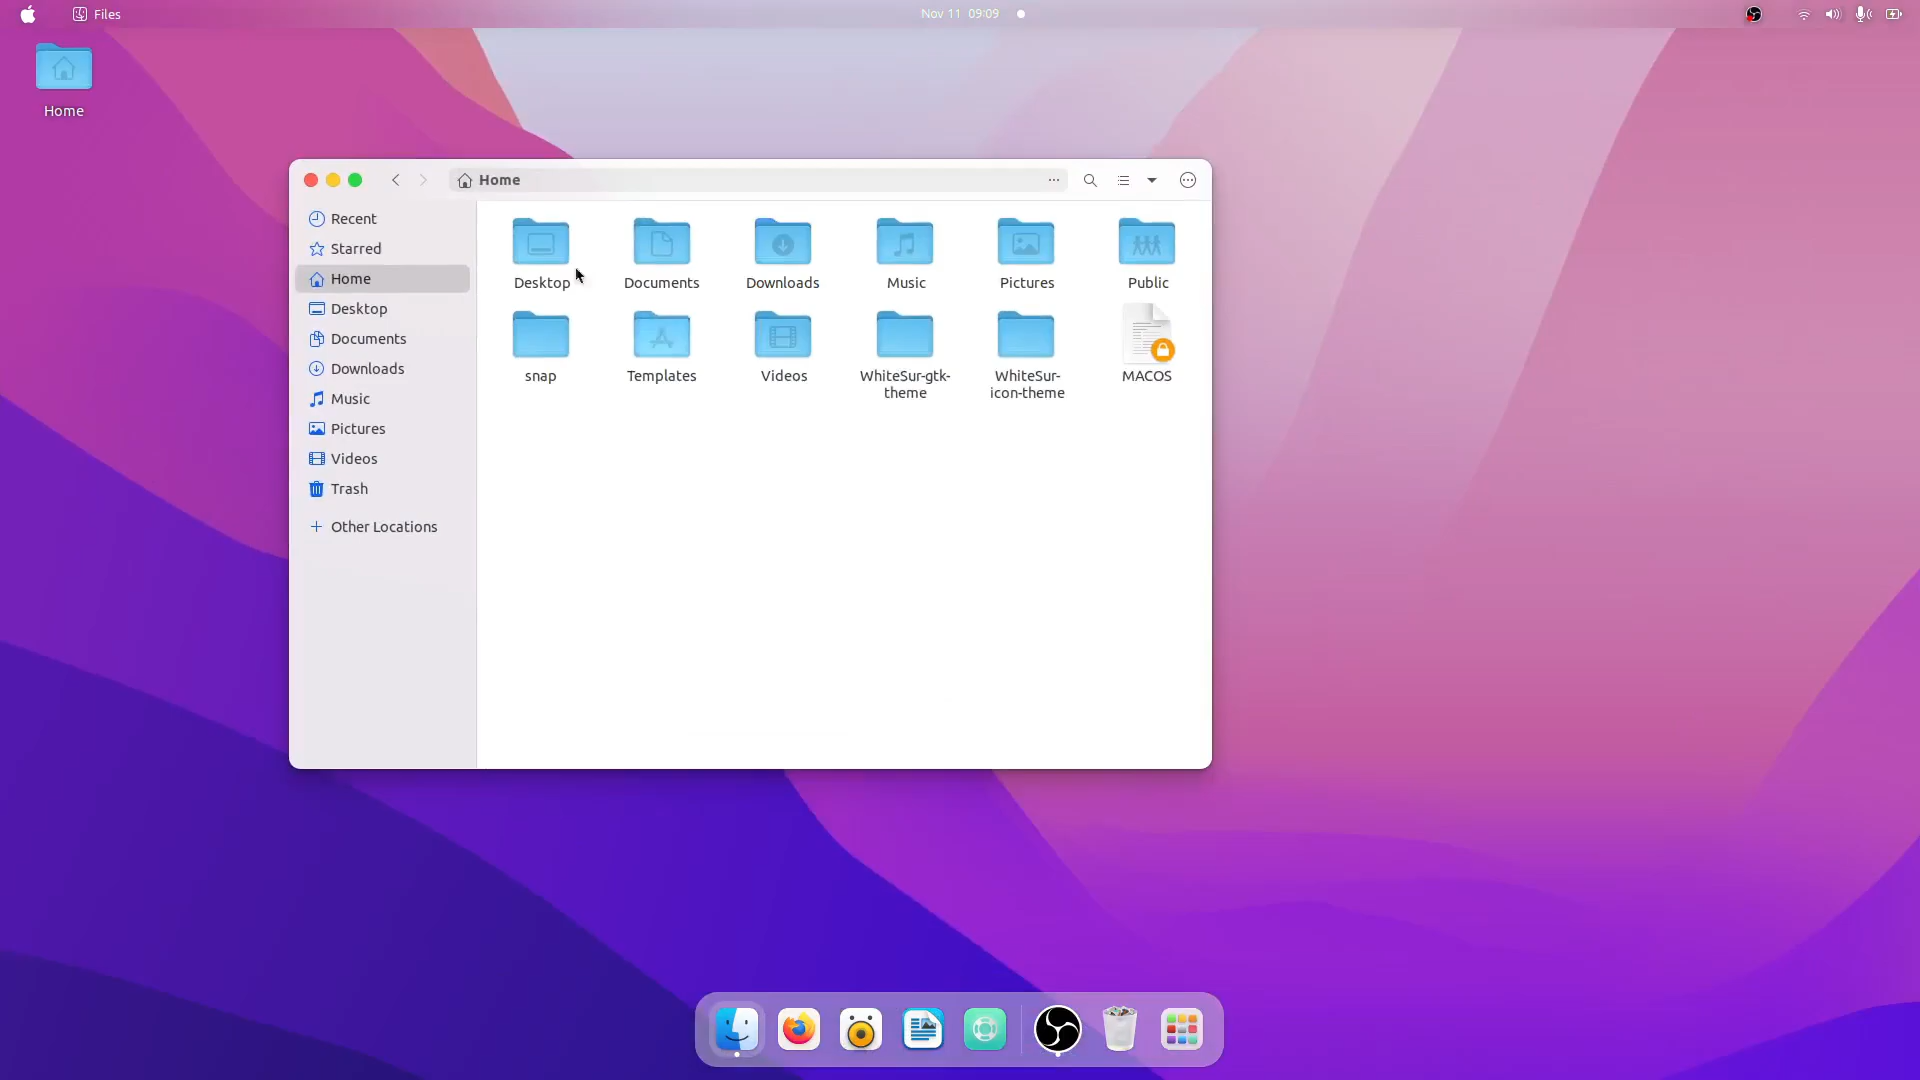 Files
Nov 11 09:09
Home
Home
Recent
Starred
Home
Desktop
Documents
Downloads
Music
Pictures
Videos
Trash
Other Locations
Desktop
Documents
Downloads
Music
Pictures
Public
snap
Templates
Videos
WhiteSur-gtk-
theme
WhiteSur-
icon-theme
MACOS